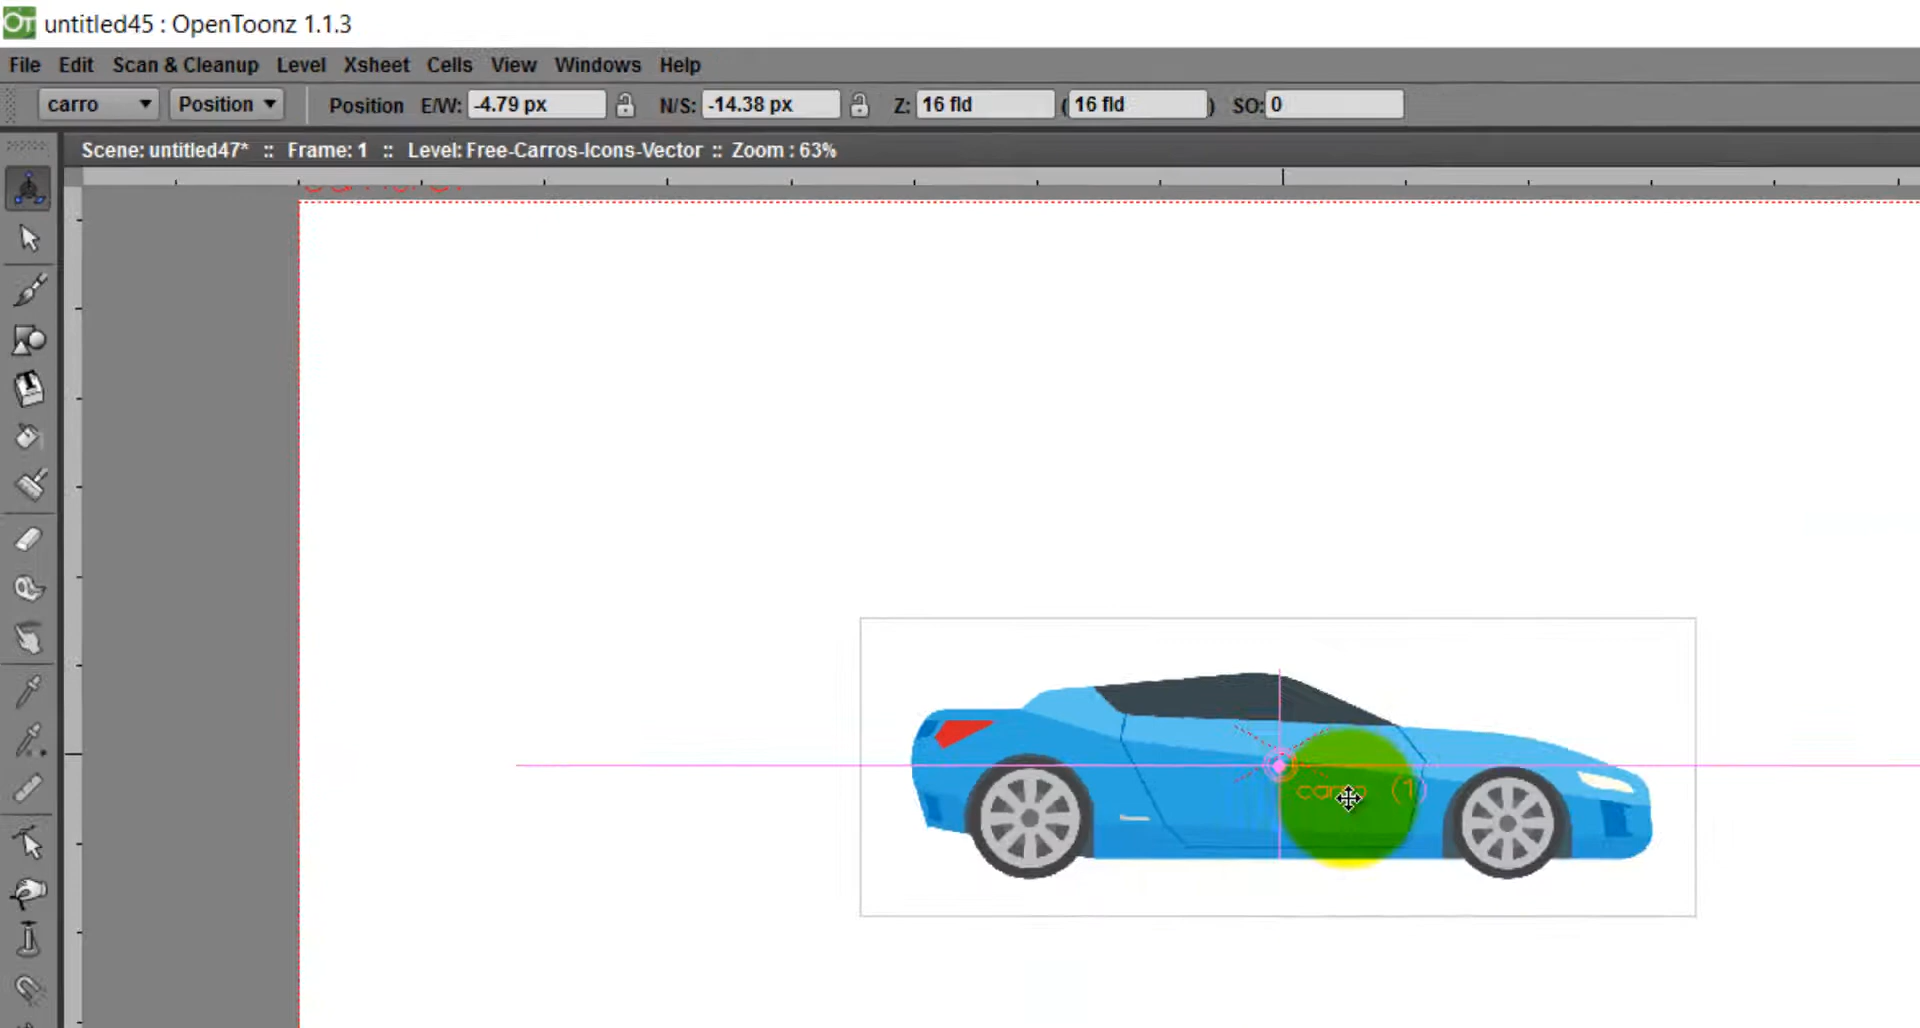 untitled45 : OpenToonz 1.1.3
File Edit Scan & Cleanup Level Xsheet Cells View Windows Help
carro Position Position E/W: -4.79 px N/S: -14.38 px Z: 16 fld ( 16 fld ) SO: 0
Scene: untitled47* :: Frame: 1 :: Level: Free-Carros-Icons-Vector :: Zoom : 63%
carro (1)